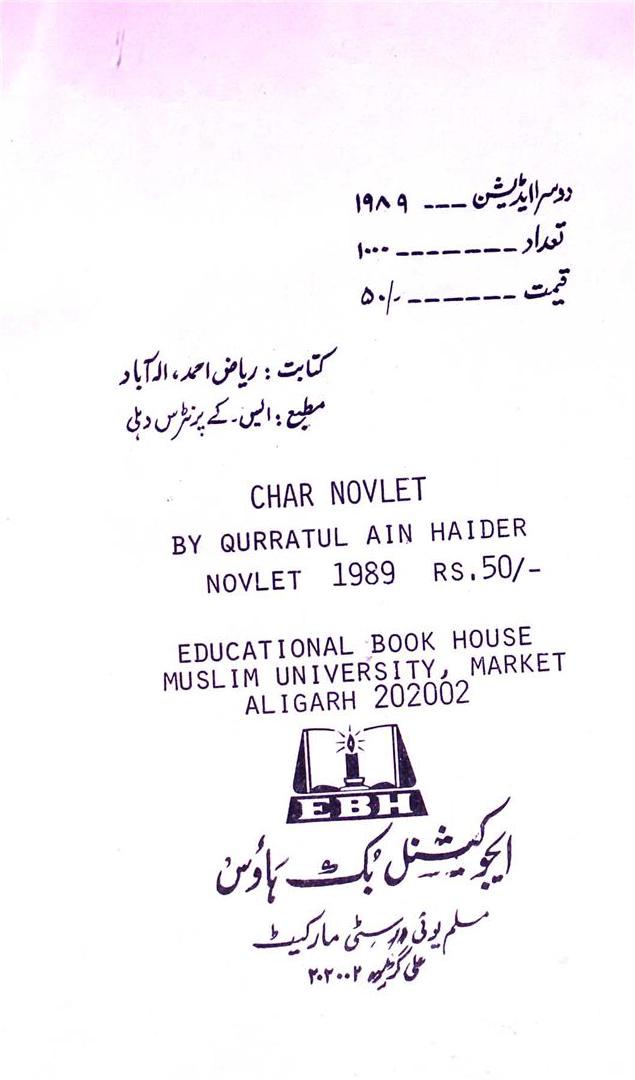 دوسرا ایڈیشن --- ۱۹۸۹
تعداد ------- ۱۰۰۰
قیمت ------ ۵۰/-
کتابت : ریاض احمد، الہ آباد
مطبع : ایس۔ کے پرنٹرس دہلی
CHAR NOVLET
BY QURRATUL AIN HAIDER
NOVLET 1989 RS.50/-
EDUCATIONAL BOOK HOUSE
MUSLIM UNIVERSITY, MARKET
ALIGARH 202002
EBH
ایجوکیشنل بک ہاؤس
مسلم یونی ورسٹی مارکیٹ
علی گڑھ ۲۰۲۰۰۲